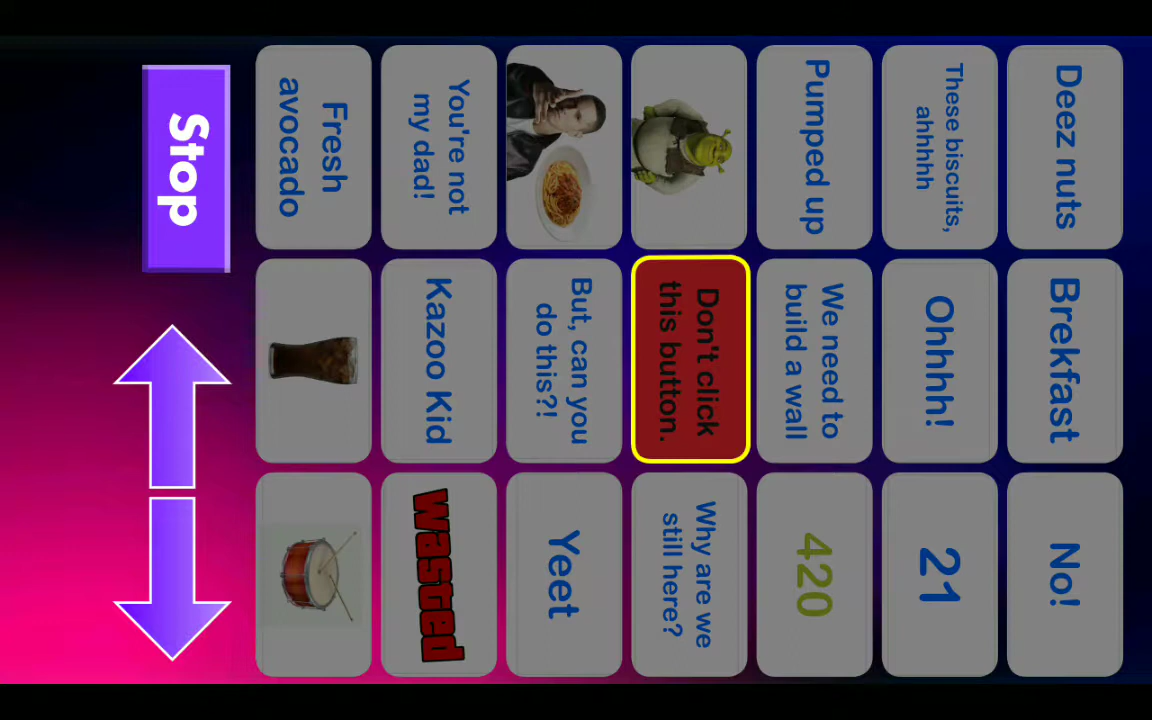 Deez nuts
Brekfast
No!
These biscuits,
ahhhhh
Ohhhh!
21
Pumped up
We need to
build a wall
420
Don't click
this button.
Why are we
still here?
But, can you
do this?!
Yeet
You're not
my dad!
Kazoo Kid
wasted
Fresh
avocado
Stop